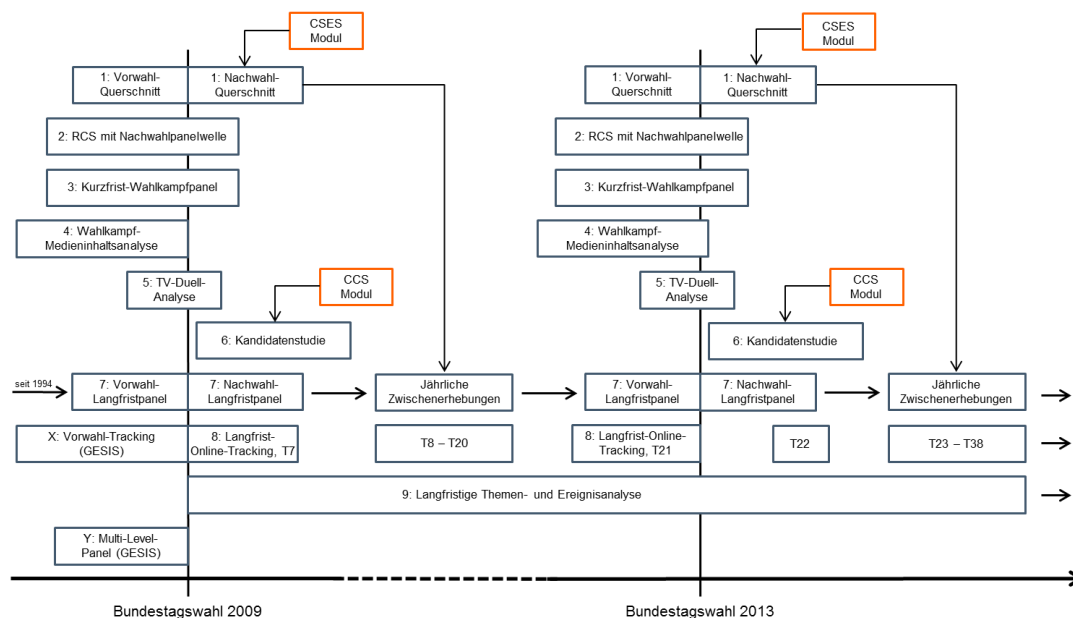 CSES
Modul
CSES
Modul
1: Vorwahl-
Querschnitt
1: Nachwahl-
Querschnitt
1: Vorwahl-
Querschnitt
1: Nachwahl-
Querschnitt
2: RCS mit Nachwahlpanelwelle
2: RCS mit Nachwahlpanelwelle
3: Kurzfrist-Wahlkampfpanel
3: Kurzfrist-Wahlkampfpanel
4: Wahlkampf-
Medieninhaltsanalyse
4: Wahlkampf-
Medieninhaltsanalyse
5: TV-Duell-
Analyse
CCS
Modul
5: TV-Duell-
Analyse
CCS
Modul
6: Kandidatenstudie
6: Kandidatenstudie
seit 1994
7: Vorwahl-
Langfristpanel
7: Nachwahl-
Langfristpanel
Jährliche
Zwischenerhebungen
7: Vorwahl-
Langfristpanel
7: Nachwahl-
Langfristpanel
Jährliche
Zwischenerhebungen
X: Vorwahl-Tracking
(GESIS)
8: Langfrist-
Online-Tracking, T7
T8 – T20
8: Langfrist-Online-
Tracking, T21
T22
T23 – T38
9: Langfristige Themen- und Ereignisanalyse
Y: Multi-Level-
Panel (GESIS)
Bundestagswahl 2009
Bundestagswahl 2013